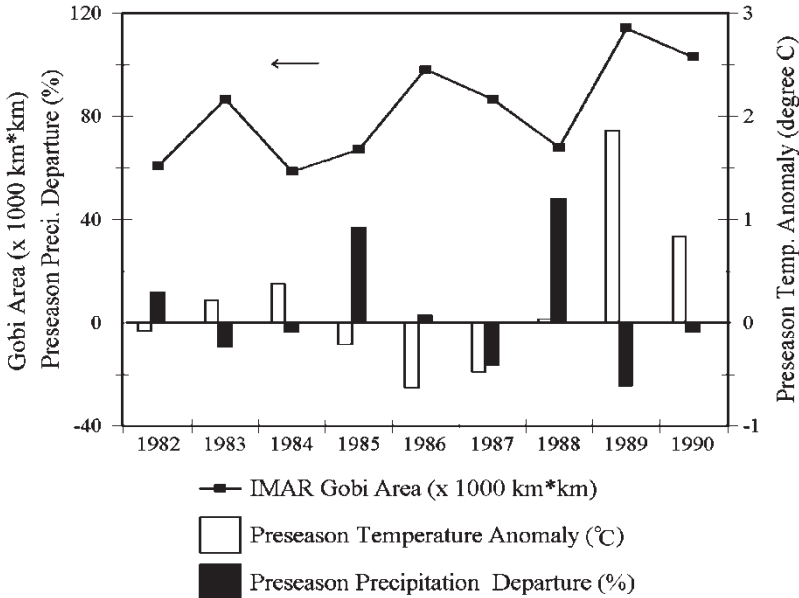 120
80
40
0
-40
Gobi Area (x 1000 km*km)
Preseason Preci. Departure (%)
3
2
1
0
-1
Preseason Temp. Anomaly (degree C)
1982 1983 1984 1985 1986 1987 1988 1989 1990
IMAR Gobi Area (x 1000 km*km)
Preseason Temperature Anomaly (℃)
Preseason Precipitation Departure (%)